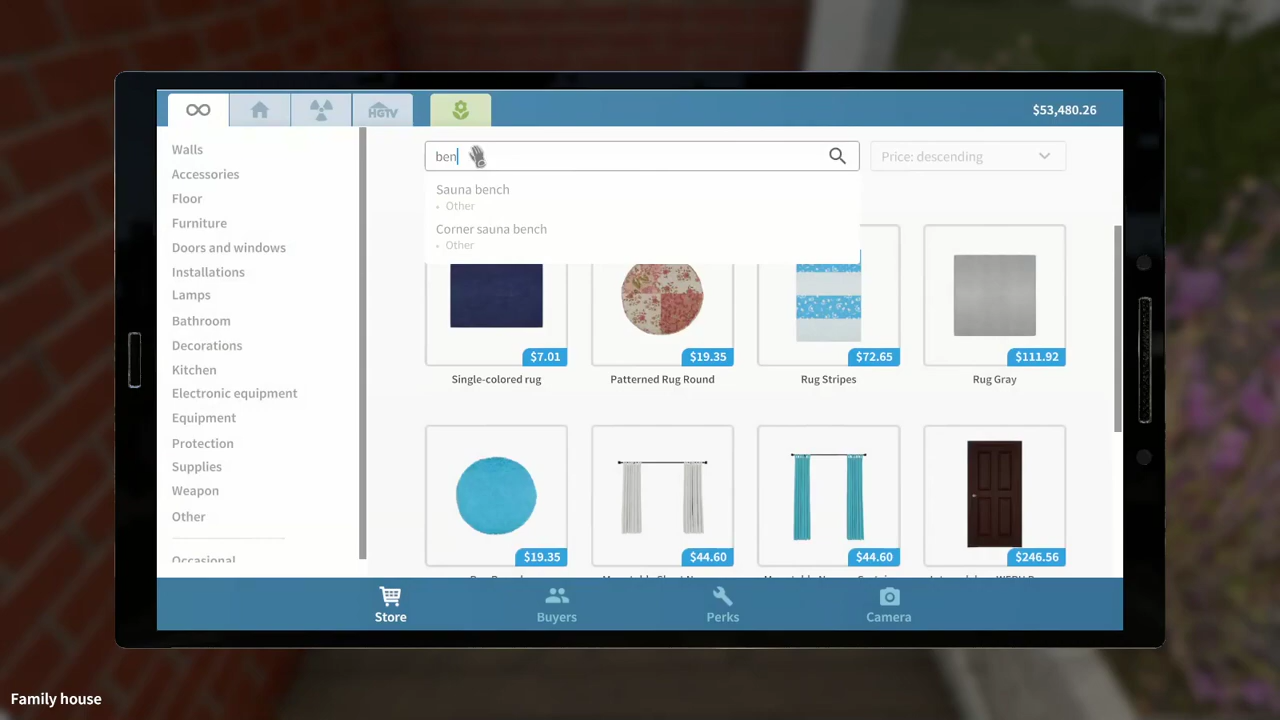 HGTV
$53,480.26
Walls
Accessories
Floor
Furniture
Doors and windows
Installations
Lamps
Bathroom
Decorations
Kitchen
Electronic equipment
Equipment
Protection
Supplies
Weapon
Other
Occasional
ben
Price: descending
Sauna bench
• Other
Corner sauna bench
• Other
$7.01
$19.35
$72.65
$111.92
Single-colored rug
Patterned Rug Round
Rug Stripes
Rug Gray
$19.35
$44.60
$44.60
$246.56
Store
Buyers
Perks
Camera
Family house